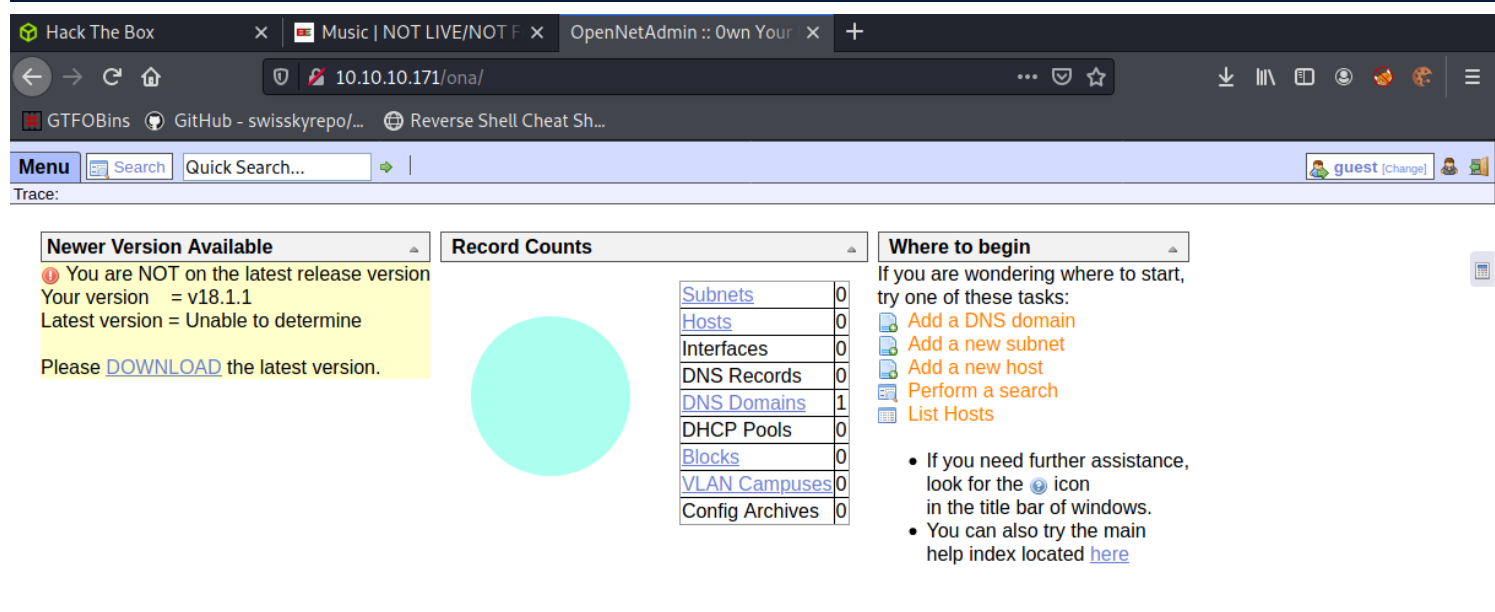 Hack The Box
Music | NOT LIVE/NOT F
OpenNetAdmin :: 0wn Your
10.10.10.171/ona/
GTFOBins
GitHub - swisskyrepo/...
Reverse Shell Cheat Sh...
Menu
Search
Quick Search...
guest [Change]
Trace:
Newer Version Available
You are NOT on the latest release version
Your version = v18.1.1
Latest version = Unable to determine
Please DOWNLOAD the latest version.
Record Counts
Subnets 0
Hosts 0
Interfaces 0
DNS Records 0
DNS Domains 1
DHCP Pools 0
Blocks 0
VLAN Campuses 0
Config Archives 0
Where to begin
If you are wondering where to start,
try one of these tasks:
Add a DNS domain
Add a new subnet
Add a new host
Perform a search
List Hosts
• If you need further assistance,
look for the icon
in the title bar of windows.
• You can also try the main
help index located here